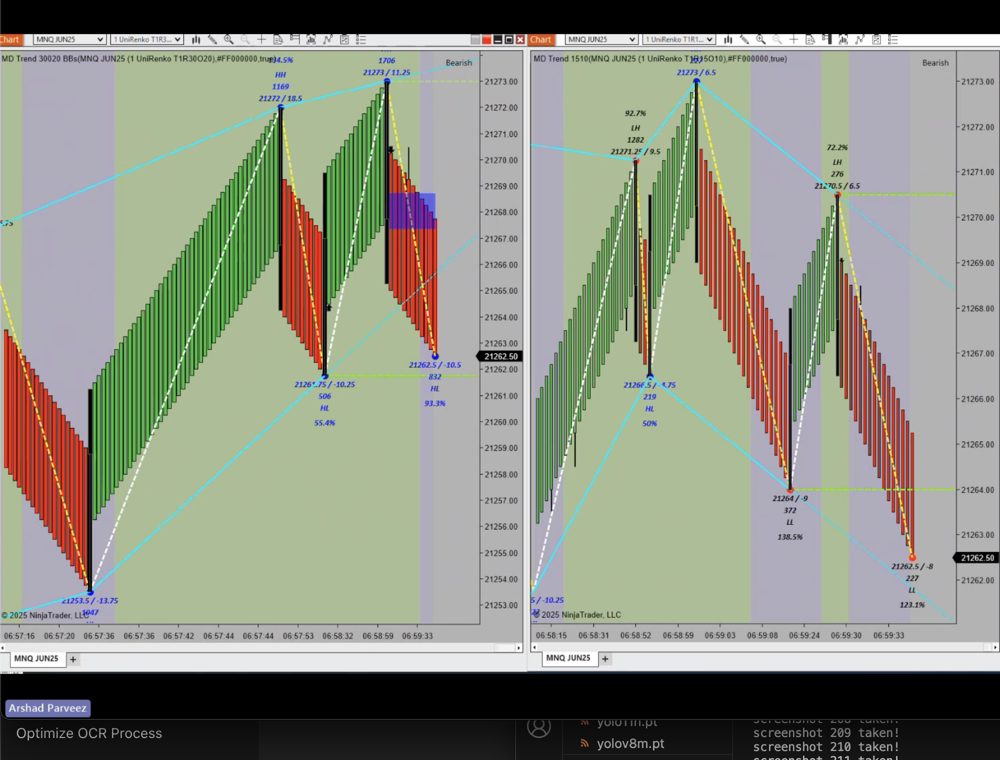 Chart
MNQ JUN25
1 UniRenko T1R3...
Chart
MNQ JUN25
1 UniRenko T1R1...
MD Trend 30020 BBs(MNQ JUN25 (1 UniRenko T1R30O20),#FF000000,true)
Bearish
HH
1169
21272 / 18.5
1706
21273 / 11.25
21261.75 / -10.25
506
HL
55.4%
21262.5 / -10.5
832
HL
93.3%
21253.5 / -13.75
1047
© 2025 NinjaTrader, LLC
21273.00
21272.00
21271.00
21270.00
21269.00
21268.00
21267.00
21266.00
21265.00
21264.00
21263.00
21262.50
21262.00
21261.00
21260.00
21259.00
21258.00
21257.00
21256.00
21255.00
21254.00
21253.00
06:57:16 06:57:20 06:57:36 06:57:36 06:57:42 06:57:44 06:57:44 06:57:53 06:58:32 06:58:59 06:59:33
MNQ JUN25 +
MD Trend 1510(MNQ JUN25 (1 UniRenko T1R15O10),#FF000000,true)
Bearish
21273 / 6.5
92.7%
LH
1282
21271.25 / 9.5
72.2%
LH
276
21270.5 / 6.5
219
HL
50%
21264 / -9
372
LL
138.5%
21262.5 / -8
227
LL
123.1%
5 / -10.25
© 2025 NinjaTrader, LLC
21273.00
21272.00
21271.00
21270.00
21269.00
21268.00
21267.00
21266.00
21265.00
21264.00
21263.00
21262.50
21262.00
06:58:15 06:58:31 06:58:52 06:58:59 06:59:03 06:59:08 06:59:24 06:59:30 06:59:33
MNQ JUN25 +
Arshad Parveez
Optimize OCR Process
yolo11n.pt
yolov8m.pt
screenshot 209 taken!
screenshot 210 taken!
screenshot 211 taken!